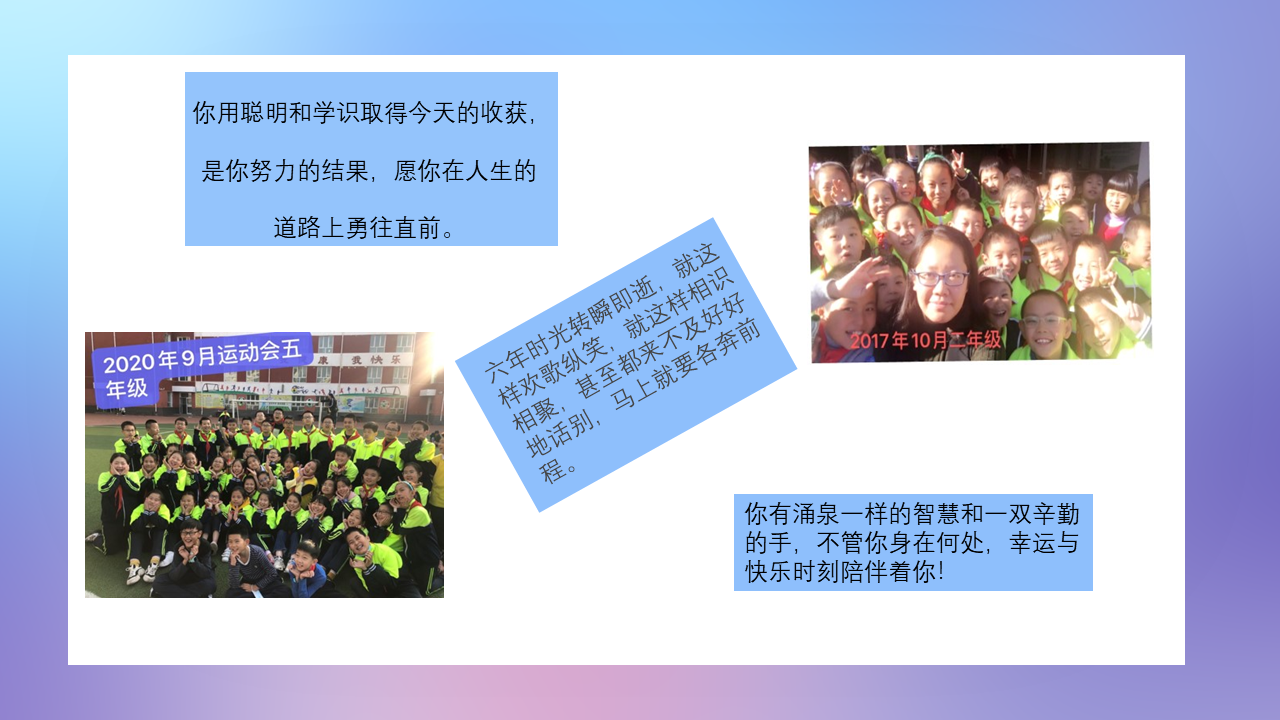 你用聪明和学识取得今天的收获，
是你努力的结果，愿你在人生的
道路上勇往直前。
2017年10月二年级
六年时光转瞬即逝，就这
样欢歌纵笑，就这样相识
相聚，甚至都来不及好好
地话别，马上就要各奔前
程。
2020年9月运动会五
年级
康 我快乐
你有涌泉一样的智慧和一双辛勤
的手，不管你身在何处，幸运与
快乐时刻陪伴着你!